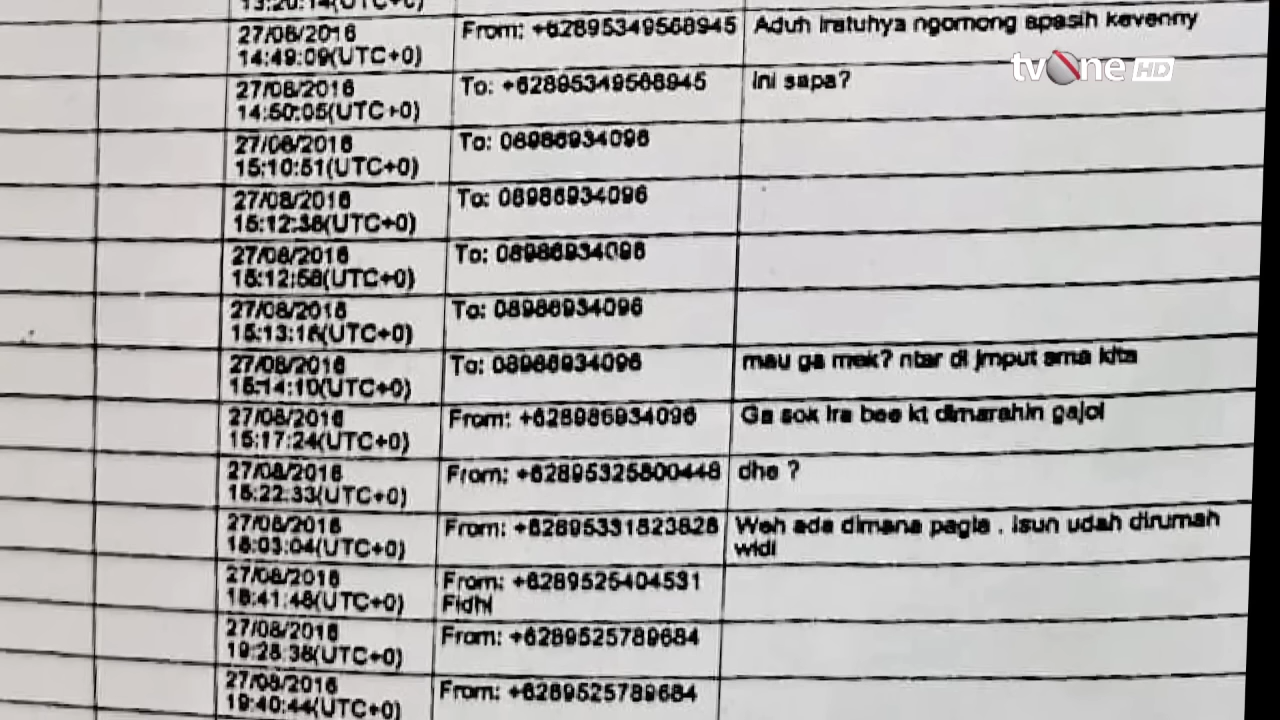 27/08/2016
14:49:09(UTC+0)
From: +62895349568945
Aduh iratuhya ngomong apasih kevenny
tvOne HD
27/08/2016
14:50:05(UTC+0)
To: +62895349568945
ini sapa?
27/08/2016
15:10:51(UTC+0)
To: 08986934096
27/08/2016
15:12:38(UTC+0)
To: 08986934096
27/08/2016
15:12:58(UTC+0)
To: 08986934096
27/08/2016
15:13:16(UTC+0)
To: 08986934096
27/08/2016
15:14:10(UTC+0)
To: 08986934096
mau ga mek? ntar di jmput sma kita
27/08/2016
15:17:24(UTC+0)
From: +628986934096
Ga sok ira bae kt dimarahin gajol
27/08/2016
15:22:33(UTC+0)
From: +62895325800448
dhe ?
27/08/2016
18:03:04(UTC+0)
From: +62895331823828
Weh ada dimana pagie . isun udah dirumah
widi
27/08/2016
18:41:48(UTC+0)
From: +6289525404531
Fidhi
27/08/2016
19:28:38(UTC+0)
From: +6289525789684
27/08/2016
19:40:44(UTC+0)
From: +6289525789684